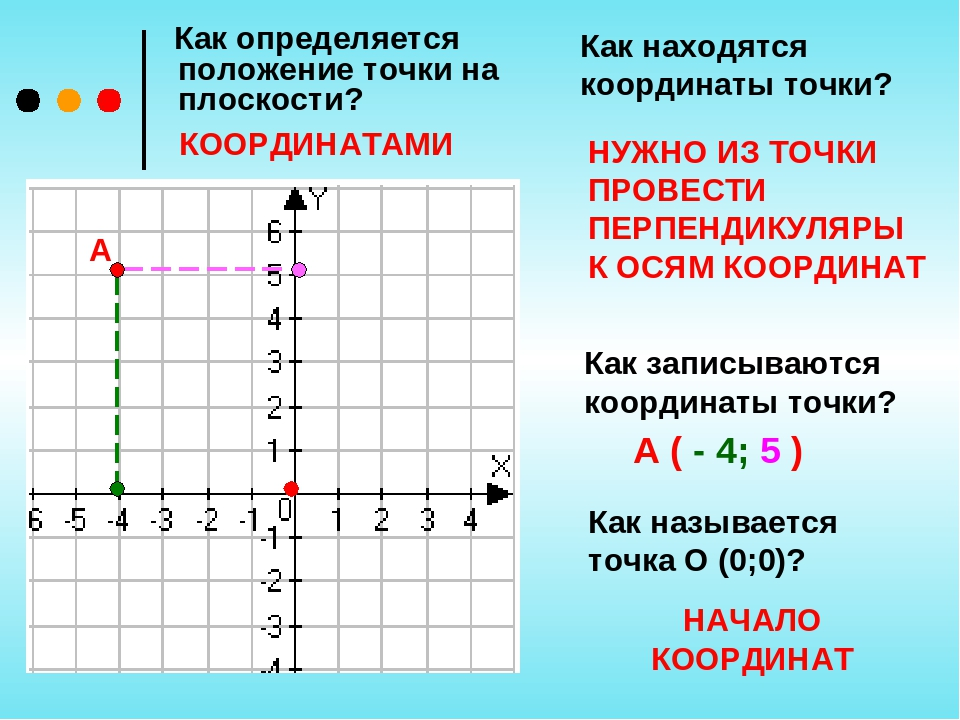 Как определяется
положение точки на
плоскости?
КООРДИНАТАМИ
Как находятся
координаты точки?
НУЖНО ИЗ ТОЧКИ
ПРОВЕСТИ
ПЕРПЕНДИКУЛЯРЫ
К ОСЯМ КООРДИНАТ
Как записываются
координаты точки?
А ( - 4; 5 )
Как называется
точка О (0;0)?
НАЧАЛО
КООРДИНАТ
Y
6
А
5
4
3
2
1
X
6 -5 -4 -3 -2 -1 0 1 2 3 4
-1
-2
-3
-4